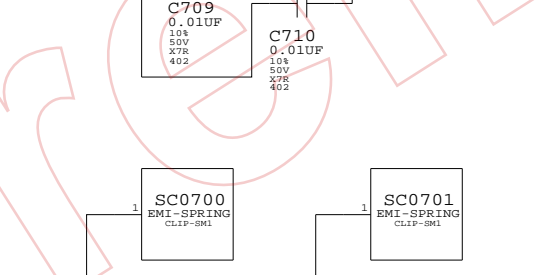 C709
0.01UF
10%
50V
X7R
402
C710
0.01UF
10%
50V
X7R
402
SC0700
1
EMI-SPRING
CLIP-SM1
SC0701
1
EMI-SPRING
CLIP-SM1